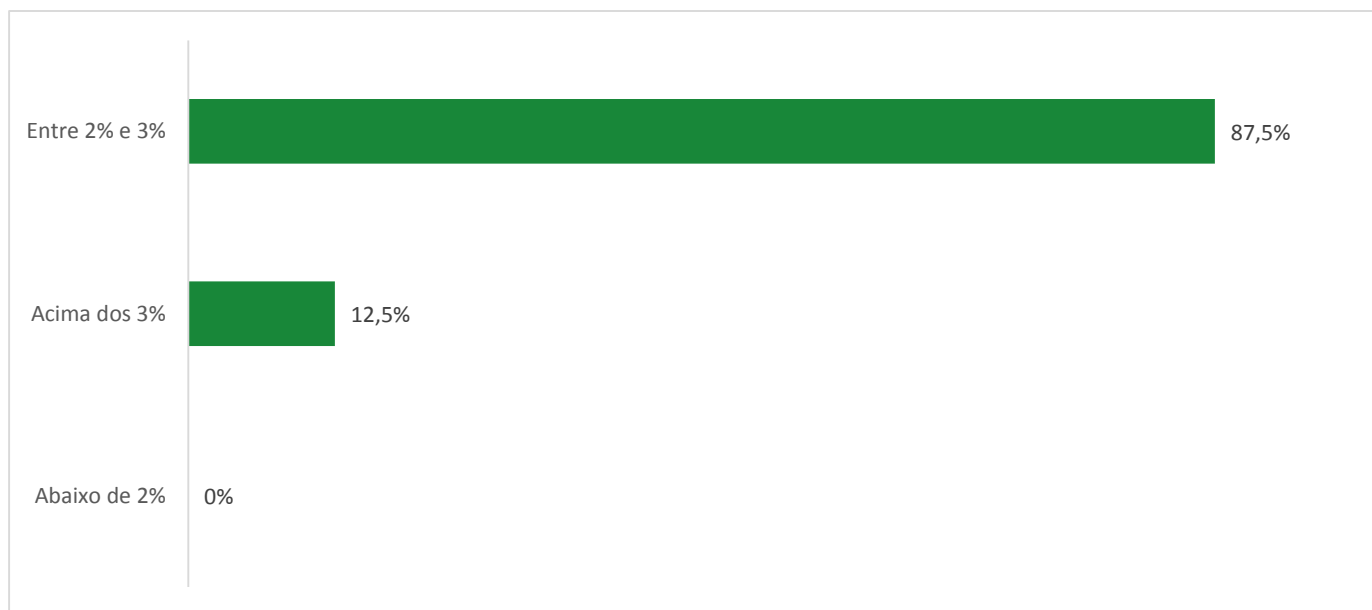 Entre 2% e 3%
87,5%
Acima dos 3%
12,5%
Abaixo de 2%
0%